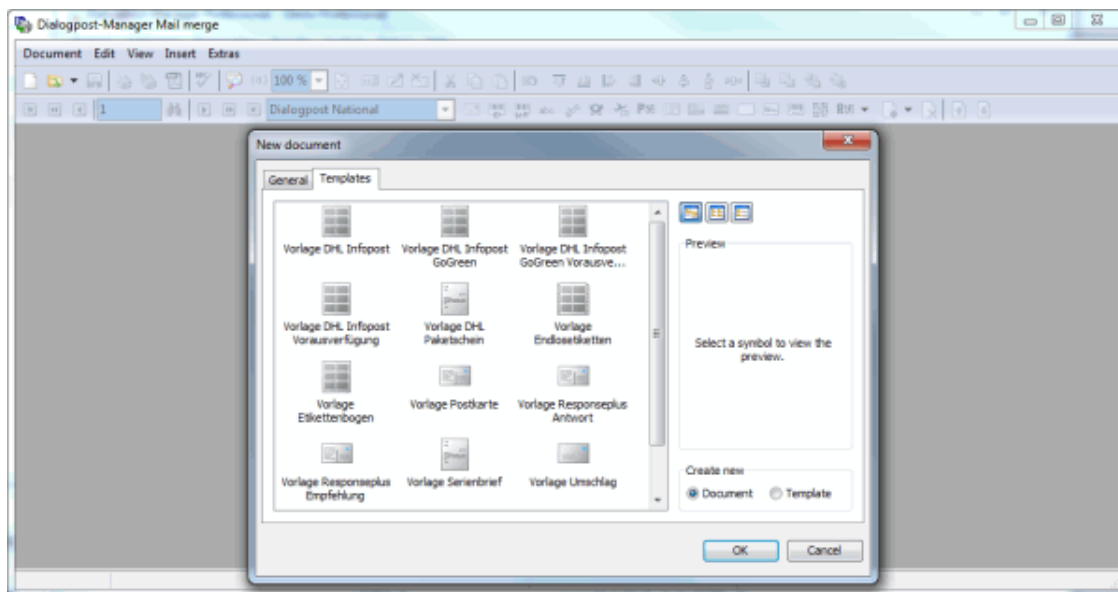 Dialogpost-Manager Mail merge
Document Edit View Insert Extras
100 %
1
Dialogpost National
New document
General Templates
Vorlage DHL Infopost
Vorlage DHL Infopost
GoGreen
Vorlage DHL Infopost
GoGreen Vorausve...
Vorlage DHL Infopost
Vorausverfügung
Vorlage DHL
Paketschein
Vorlage
Endlosetiketten
Vorlage
Etikettenbogen
Vorlage Postkarte
Vorlage Responseplus
Antwort
Vorlage Responseplus
Empfehlung
Vorlage Serienbrief
Vorlage Umschlag
Preview
Select a symbol to view the
preview.
Create new
Document
Template
OK
Cancel